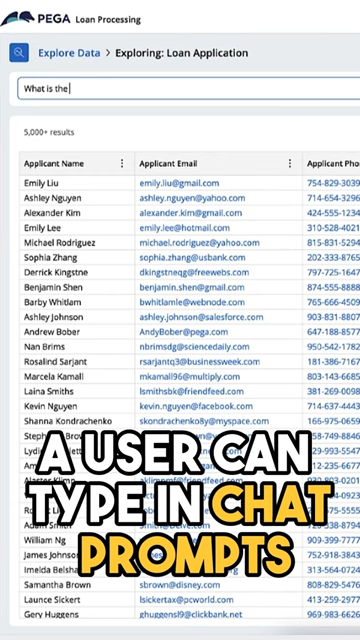 PEGA Loan Processing
Explore Data > Exploring: Loan Application
What is the
5,000+ results
Applicant Name Applicant Email Applicant Pho
Emily Liu emily.liu@gmail.com 754-829-3039
Ashley Nguyen ashley.nguyen@yahoo.com 714-654-3296
Alexander Kim alexander.kim@gmail.com 424-555-1234
Emily Lee emily.lee@hotmail.com 310-528-4021
Michael Rodriguez michael.rodriguez@yahoo.com 815-831-5294
Sophia Zhang sophia.zhang@usbank.com 202-333-8765
Derrick Kingstne dkingstneqg@freewebs.com 797-725-1647
Benjamin Shen benjamin.shen@gmail.com 874-555-8888
Barby Whitlam bwhitlamle@webnode.com 765-666-4509
Ashley Johnson ashley.johnson@salesforce.com 903-831-8807
Andrew Bober AndyBober@pega.com 647-188-8577
Nan Brims nbrimsdg@sciencedaily.com 950-542-1782
Rosalind Sarjant rsarjantq3@businessweek.com 181-386-7167
Marcela Kamall mkamall96@multiply.com 803-143-6685
Laina Smiths lsmithsbk@friendfeed.com 381-269-0098
Kevin Nguyen kevin.nguyen@facebook.com 714-637-4443
Shanna Kondrachenko skondrachenko8y@myspace.com 166-975-0659
A USER CAN
TYPE IN CHAT
PROMPTS
William Ng 909-399-7711
James Johnson 752-918-3843
Imelda Belsha 313-564-0724
Samantha Brown sbrown@disney.com 808-829-5476
Launce Luckett lsickertax@pcworld.com 413-259-2977
Gery Huggens ghuggensl9@clickbank.net 969-983-6626